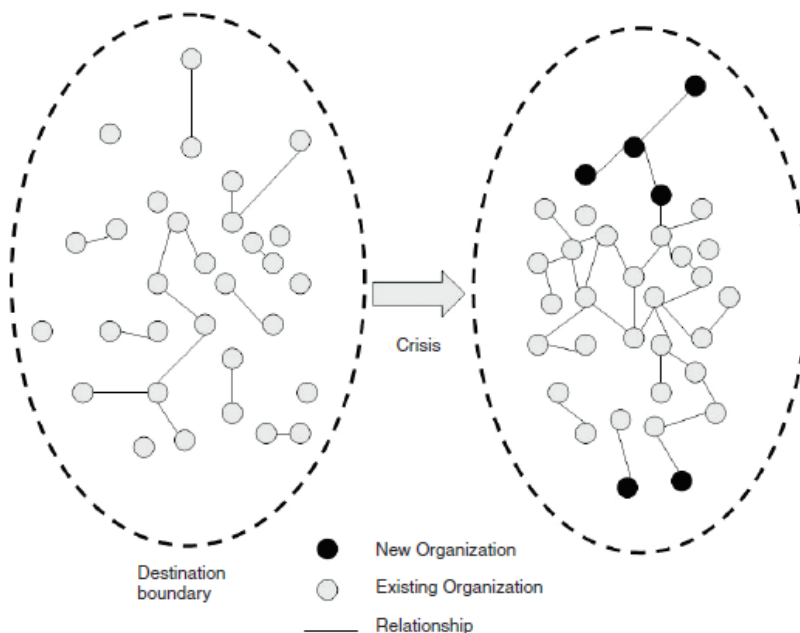 Crisis
Destination
boundary
New Organization
Existing Organization
Relationship